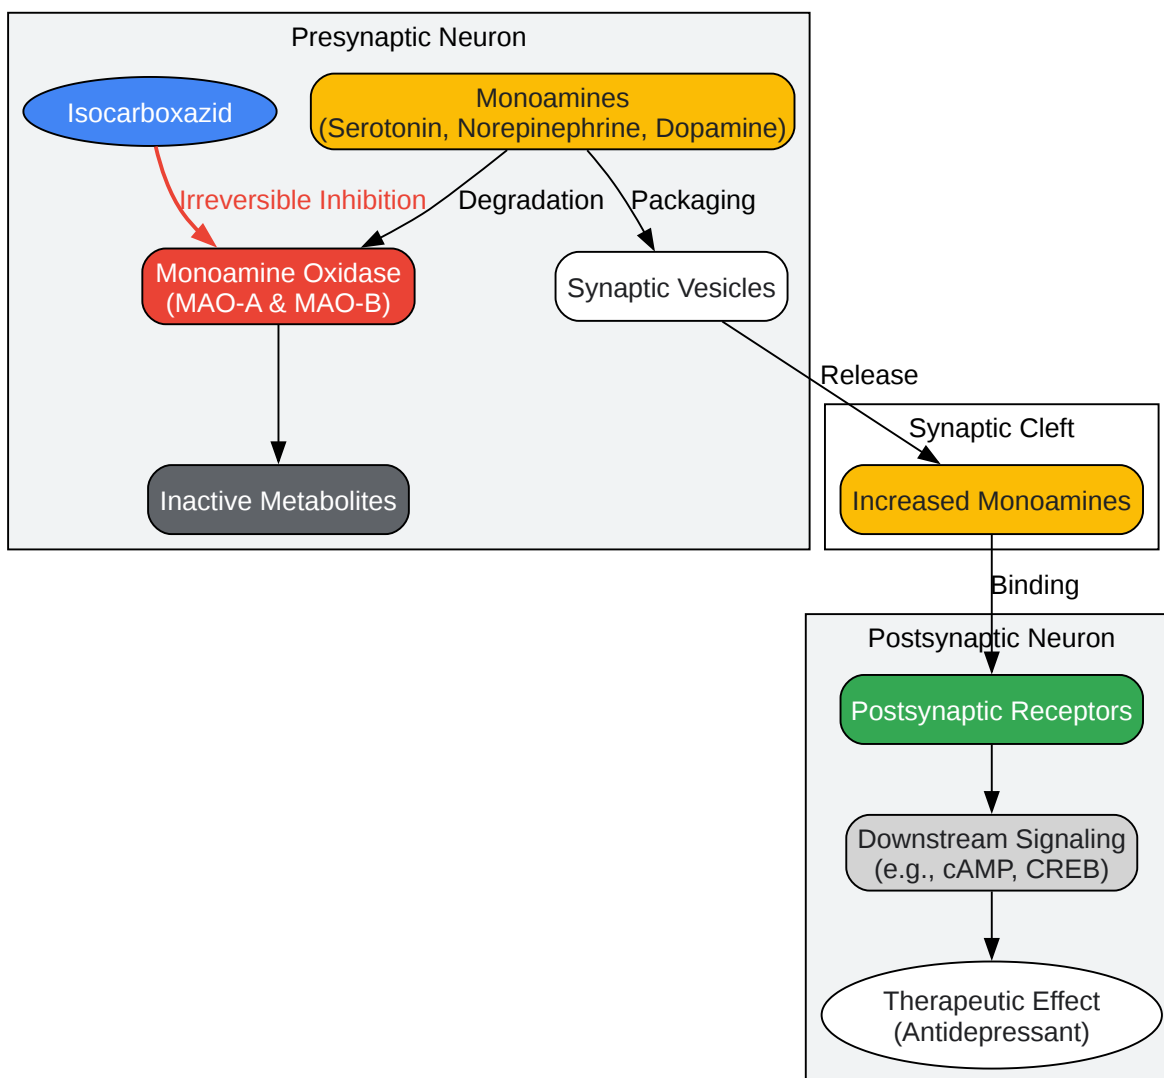 Presynaptic Neuron
Isocarboxazid
Monoamines
(Serotonin, Norepinephrine, Dopamine)
Irreversible Inhibition
Degradation
Packaging
Monoamine Oxidase
(MAO-A & MAO-B)
Synaptic Vesicles
Release
Synaptic Cleft
Inactive Metabolites
Increased Monoamines
Binding
Postsynaptic Neuron
Postsynaptic Receptors
Downstream Signaling
(e.g., cAMP, CREB)
Therapeutic Effect
(Antidepressant)